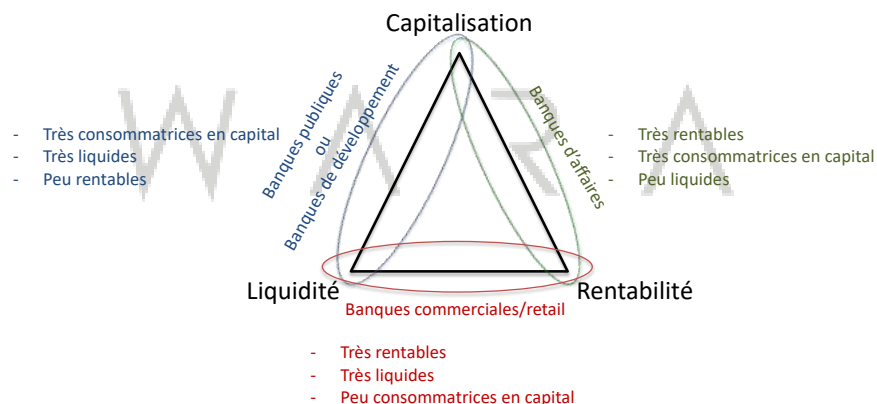 Capitalisation
WARA
Banques publiques
ou
Banques de développement
- Très consommatrices en capital
- Très liquides
- Peu rentables
Banques d'affaires
- Très rentables
- Très consommatrices en capital
- Peu liquides
Liquidité
Rentabilité
Banques commerciales/retail
- Très rentables
- Très liquides
- Peu consommatrices en capital